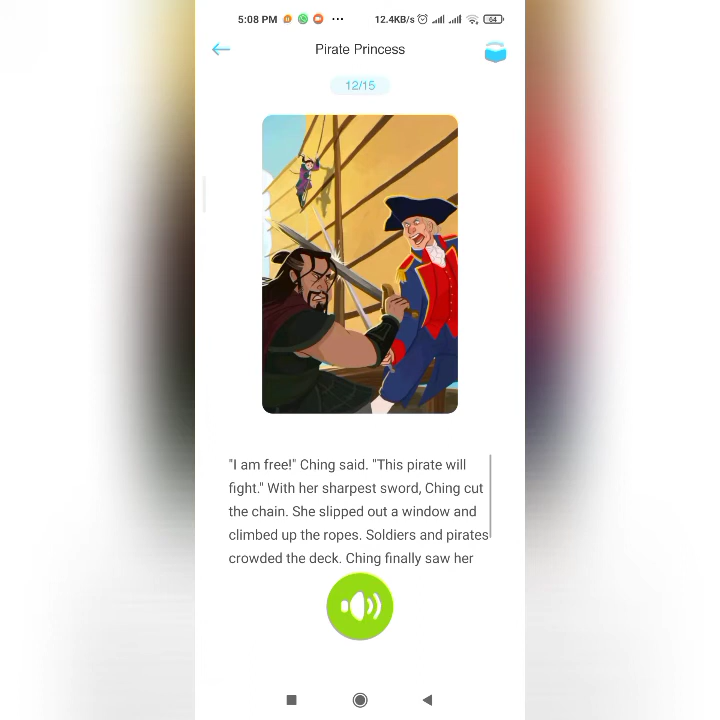 5:08 PM 12.4KB/s 64
Pirate Princess
12/15
"I am free!" Ching said. "This pirate will
fight." With her sharpest sword, Ching cut
the chain. She slipped out a window and
climbed up the ropes. Soldiers and pirates
crowded the deck. Ching finally saw her